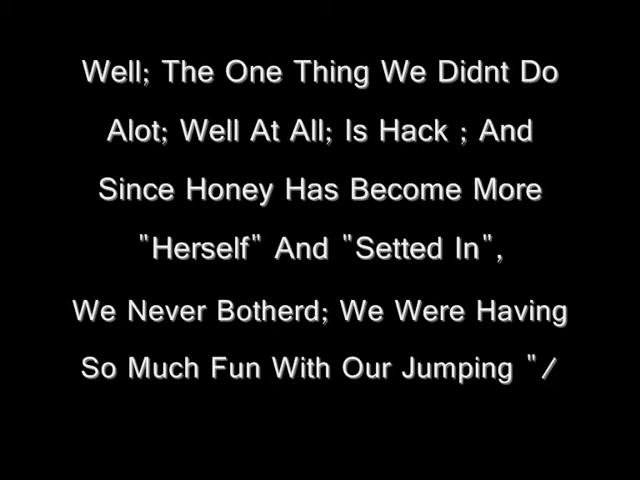 Well; The One Thing We Didnt Do
Alot; Well At All; Is Hack ; And
Since Honey Has Become More
"Herself" And "Setted In",
We Never Botherd; We Were Having
So Much Fun With Our Jumping "/